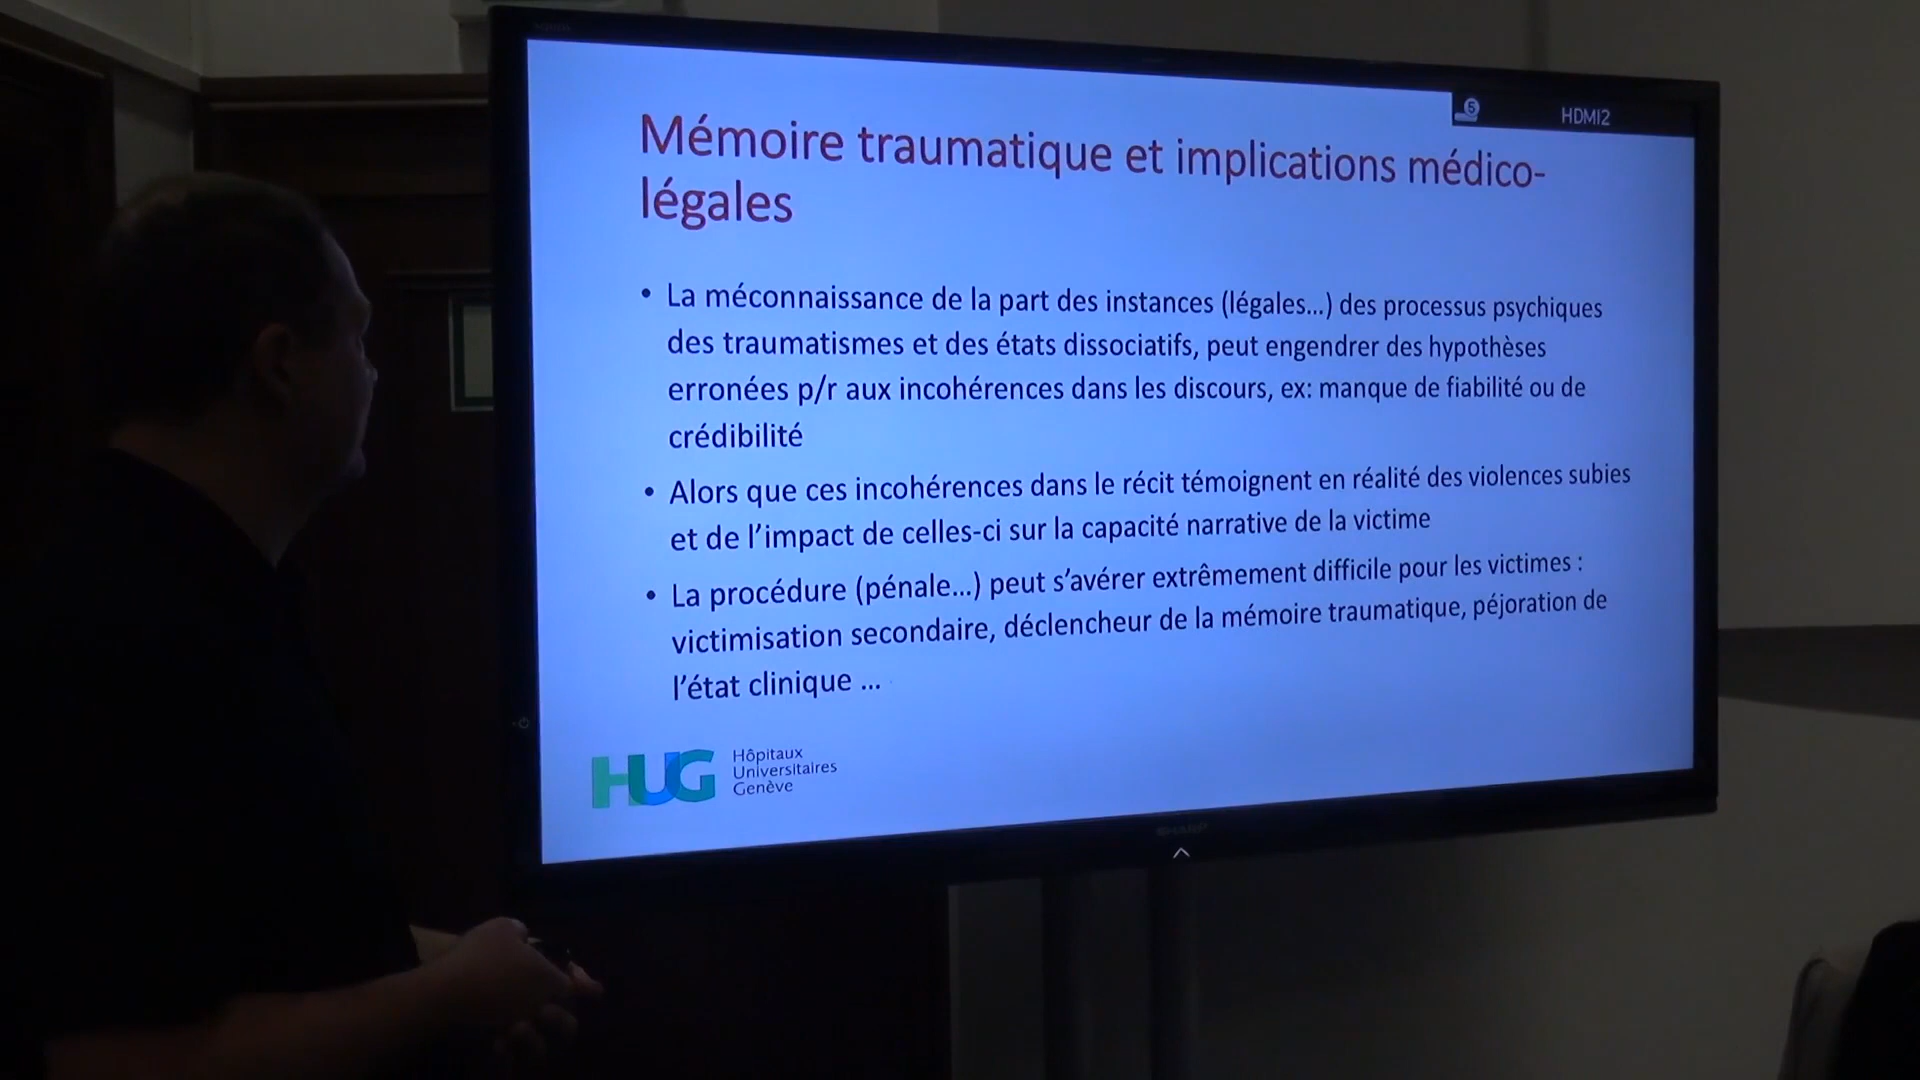 HDMI2
Mémoire traumatique et implications médico-
légales
• La méconnaissance de la part des instances (légales...) des processus psychiques
des traumatismes et des états dissociatifs, peut engendrer des hypothèses
erronées p/r aux incohérences dans les discours, ex: manque de fiabilité ou de
crédibilité
• Alors que ces incohérences dans le récit témoignent en réalité des violences subies
et de l’impact de celles-ci sur la capacité narrative de la victime
• La procédure (pénale...) peut s’avérer extrêmement difficile pour les victimes :
victimisation secondaire, déclencheur de la mémoire traumatique, péjoration de
l’état clinique ...
HUG
Hôpitaux
Universitaires
Genève
SHARP